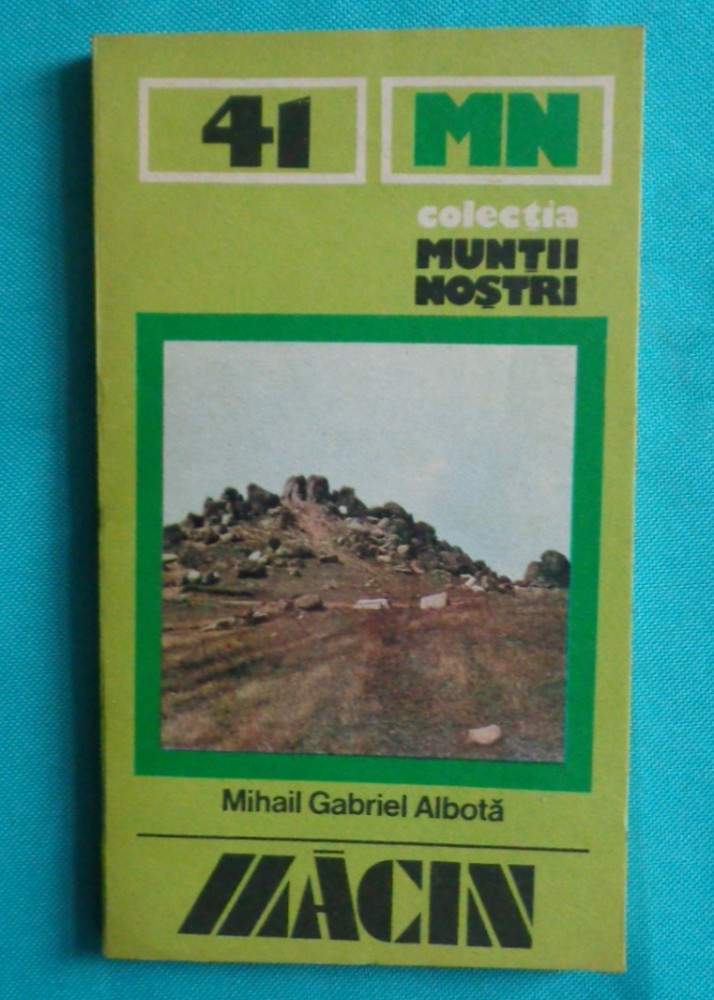 41
MN
colecția
MUNȚII
NOȘTRI
Mihail Gabriel Albotă
MĂCIN